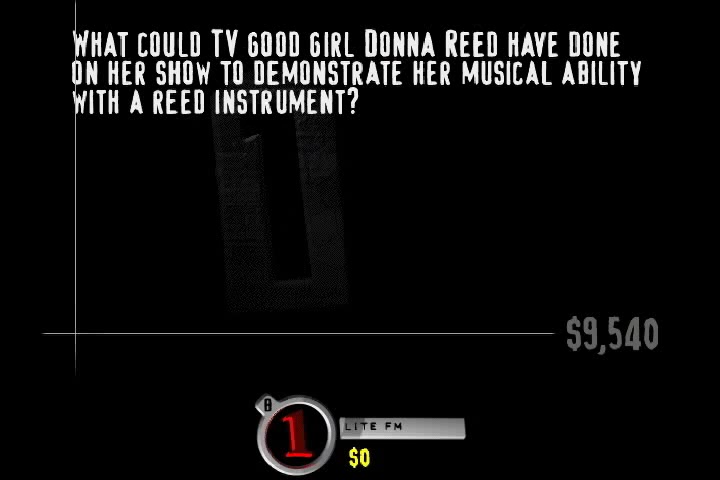 What could TV good girl Donna Reed have done
on her show to demonstrate her musical ability
with a reed instrument?
$9,540
8
1
LITE FM
$0